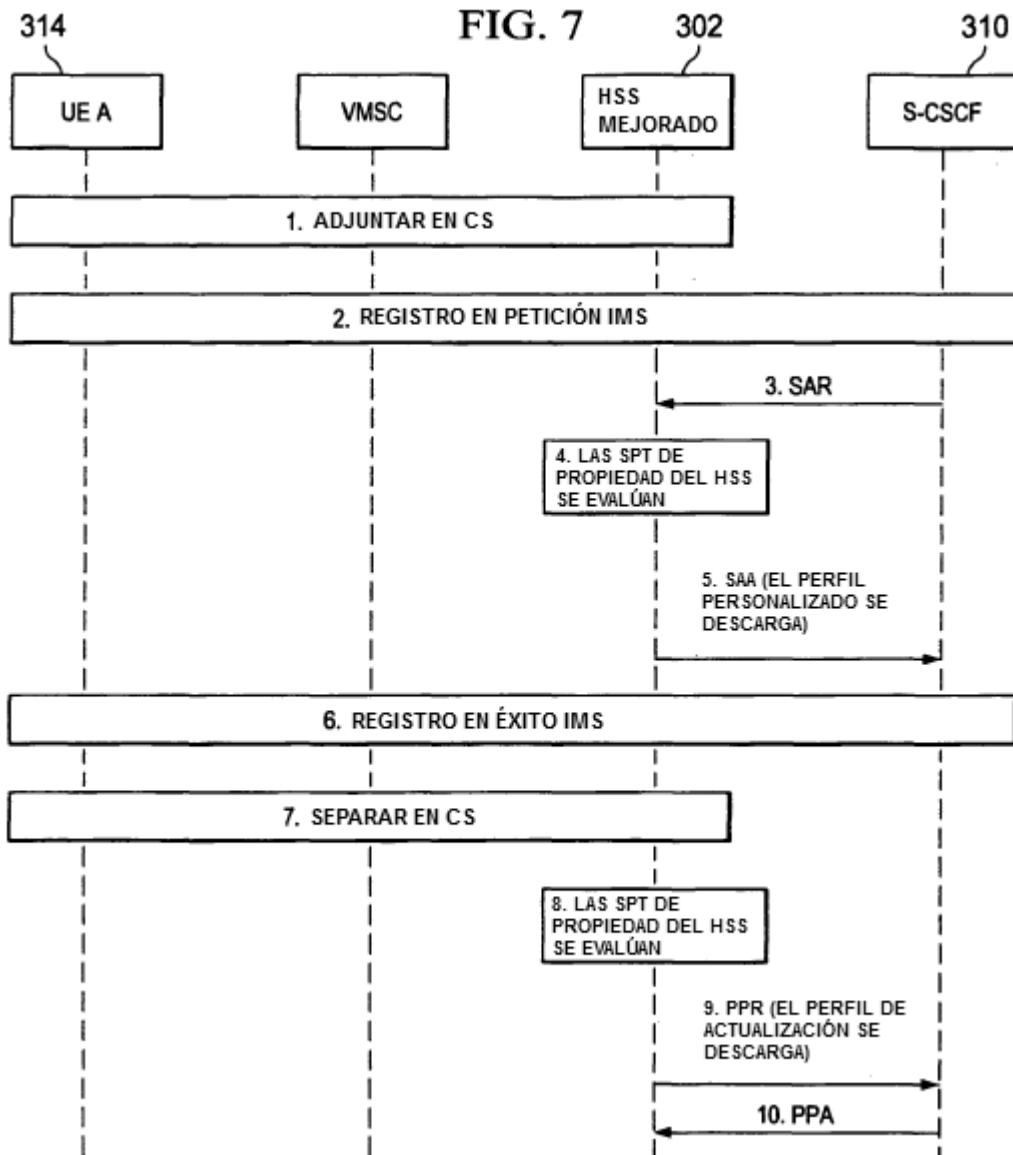 FIG. 7
314
302
310
UE A
VMSC
HSS
MEJORADO
S-CSCF
1. ADJUNTAR EN CS
2. REGISTRO EN PETICIÓN IMS
3. SAR
4. LAS SPT DE
PROPIEDAD DEL HSS
SE EVALÚAN
5. SAA (EL PERFIL
PERSONALIZADO SE
DESCARGA)
6. REGISTRO EN ÉXITO IMS
7. SEPARAR EN CS
8. LAS SPT DE
PROPIEDAD DEL HSS
SE EVALÚAN
9. PPR (EL PERFIL DE
ACTUALIZACIÓN SE
DESCARGA)
10. PPA